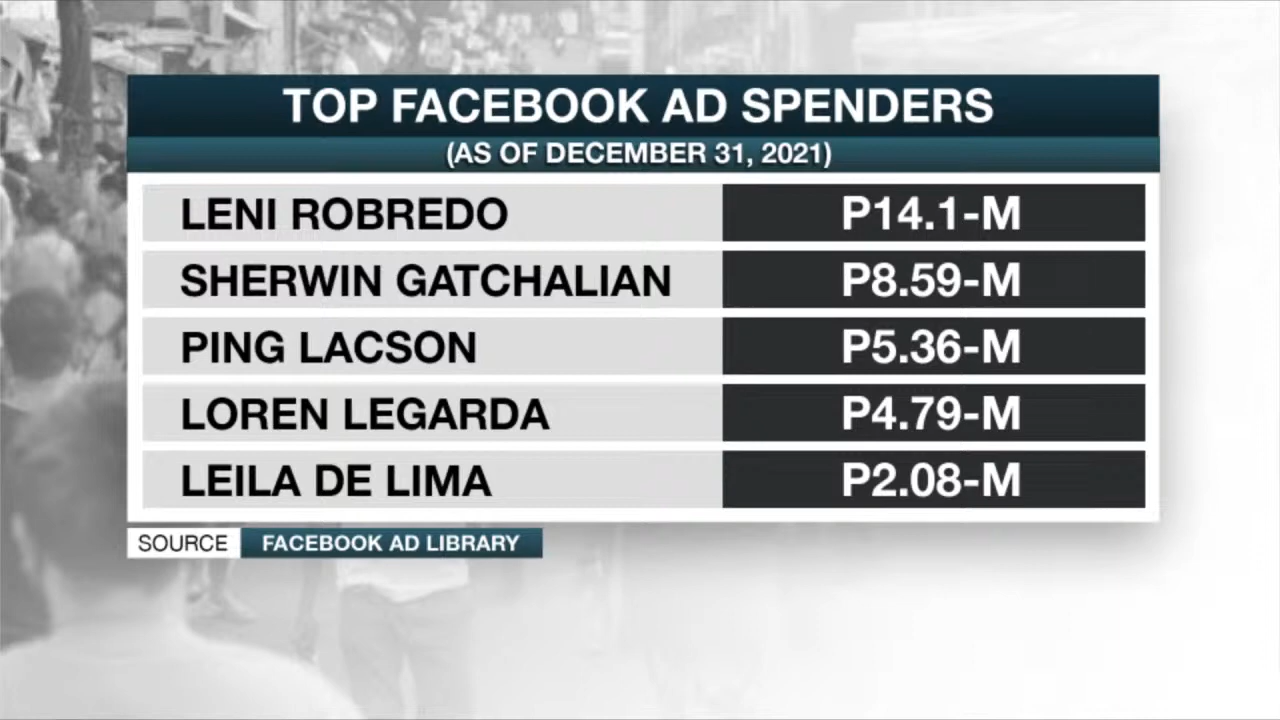 TOP FACEBOOK AD SPENDERS
(AS OF DECEMBER 31, 2021)
LENI ROBREDO P14.1-M
SHERWIN GATCHALIAN P8.59-M
PING LACSON P5.36-M
LOREN LEGARDA P4.79-M
LEILA DE LIMA P2.08-M
SOURCE FACEBOOK AD LIBRARY